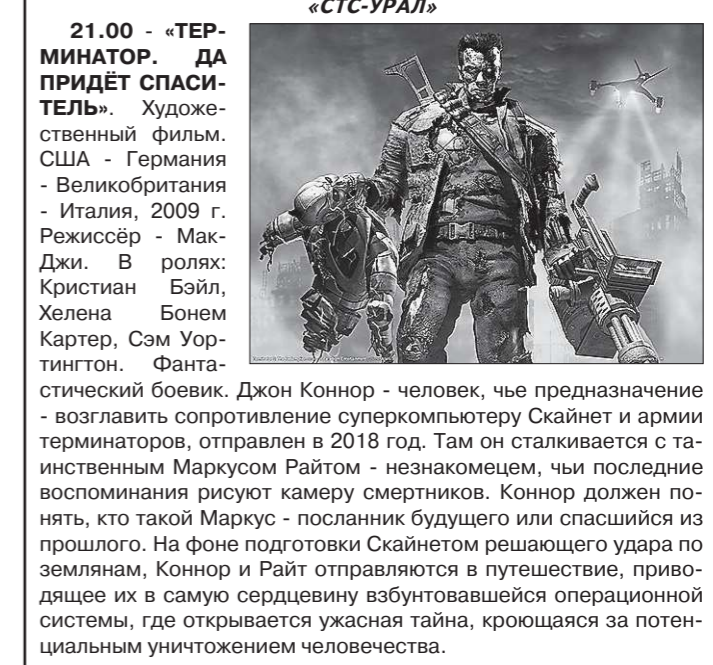 «СТС-УРАЛ»
21.00 - «ТЕР-
МИНАТОР. ДА
ПРИДЁТ СПАСИ-
ТЕЛЬ». Художе-
ственный фильм.
США - Германия
- Великобритания
- Италия, 2009 г.
Режиссёр - Мак-
Джи. В ролях:
Кристиан Бэйл,
Хелена Бонем
Картер, Сэм Уор-
тингтон. Фанта-
стический боевик. Джон Коннор - человек, чье предназначение
- возглавить сопротивление суперкомпьютеру Скайнет и армии
терминаторов, отправлен в 2018 год. Там он сталкивается с та-
инственным Маркусом Райтом - незнакомецем, чьи последние
воспоминания рисуют камеру смертников. Коннор должен по-
нять, кто такой Маркус - посланник будущего или спасшийся из
прошлого. На фоне подготовки Скайнетом решающего удара по
землянам, Коннор и Райт отправляются в путешествие, приво-
дящее их в самую сердцевину взбунтовавшейся операционной
системы, где открывается ужасная тайна, кроющаяся за потен-
циальным уничтожением человечества.